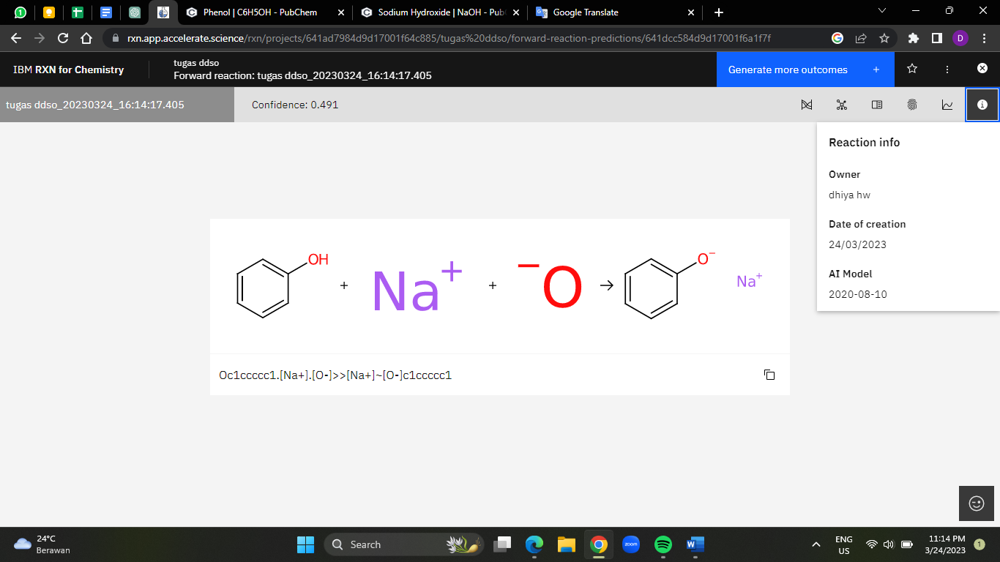 Phenol | C6H5OH - PubChem
Sodium Hydroxide | NaOH - Pub
Google Translate
rxn.app.accelerate.science/rxn/projects/641ad7984d9d17001f64c885/tugas%20ddso/forward-reaction-predictions/641dcc584d9d17001f6a1f7f
D
IBM RXN for Chemistry
tugas ddso
Forward reaction: tugas ddso_20230324_16:14:17.405
Generate more outcomes +
tugas ddso_20230324_16:14:17.405
Confidence: 0.491
Reaction info
Owner
dhiya hw
Date of creation
24/03/2023
AI Model
2020-08-10
OH
+
Na+
+
−O
→
O−
Na+
Oc1ccccc1.[Na+].[O-]>>[Na+]~[O-]c1ccccc1
24°C
Berawan
Search
zoom
W
ENG
US
11:14 PM
3/24/2023
1